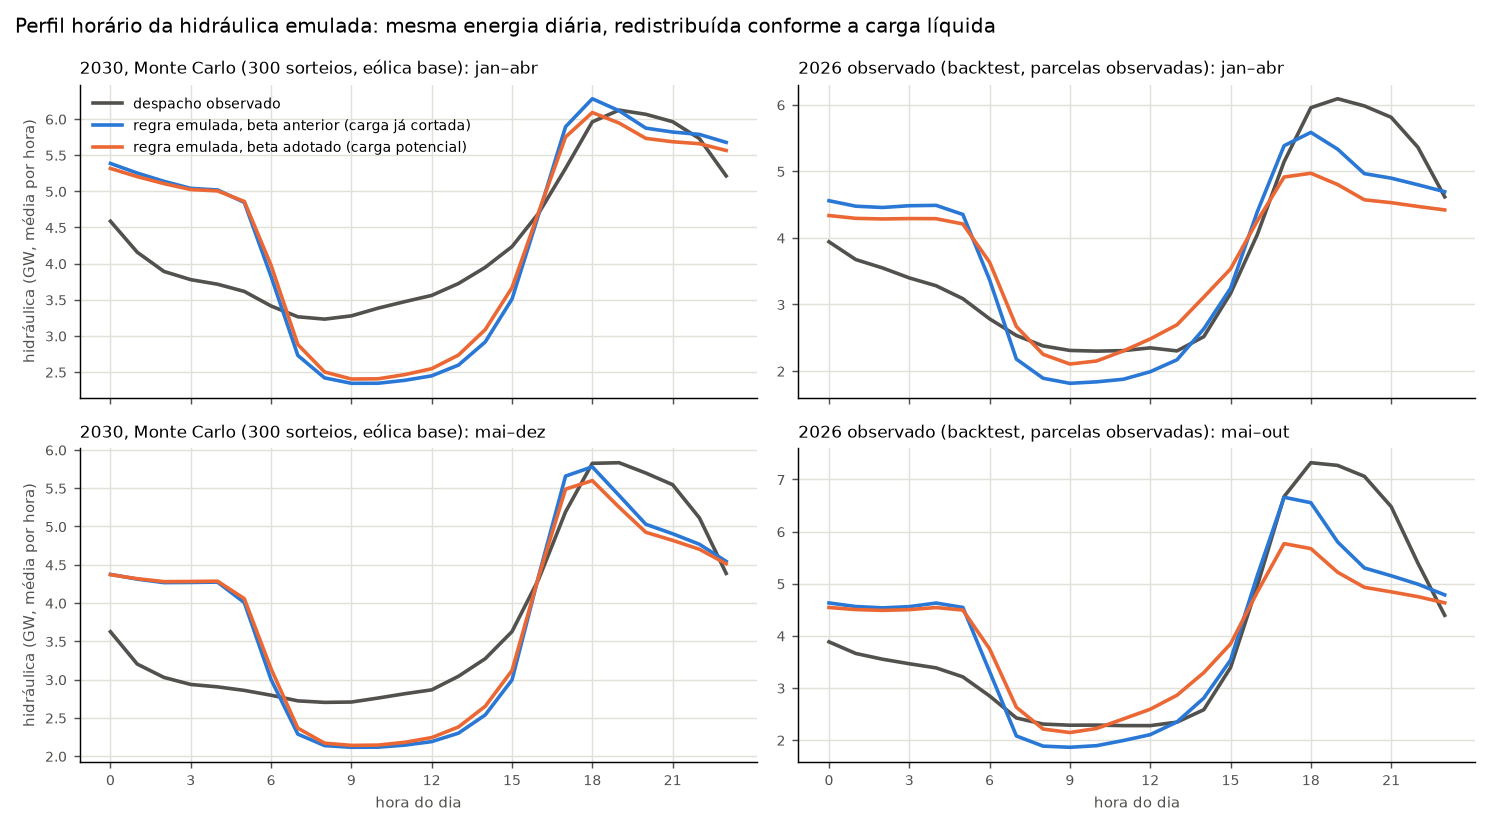 Perfil horário da hidráulica emulada: mesma energia diária, redistribuída conforme a carga líquida
2030, Monte Carlo (300 sorteios, eólica base): jan–abr
despacho observado
regra emulada, beta anterior (carga já cortada)
regra emulada, beta adotado (carga potencial)
hidráulica (GW, média por hora)
6.0
5.5
5.0
4.5
4.0
3.5
3.0
2.5
2026 observado (backtest, parcelas observadas): jan–abr
6
5
4
3
2
2030, Monte Carlo (300 sorteios, eólica base): mai–dez
hidráulica (GW, média por hora)
6.0
5.5
5.0
4.5
4.0
3.5
3.0
2.5
2.0
0 3 6 9 12 15 18 21
hora do dia
2026 observado (backtest, parcelas observadas): mai–out
7
6
5
4
3
2
0 3 6 9 12 15 18 21
hora do dia